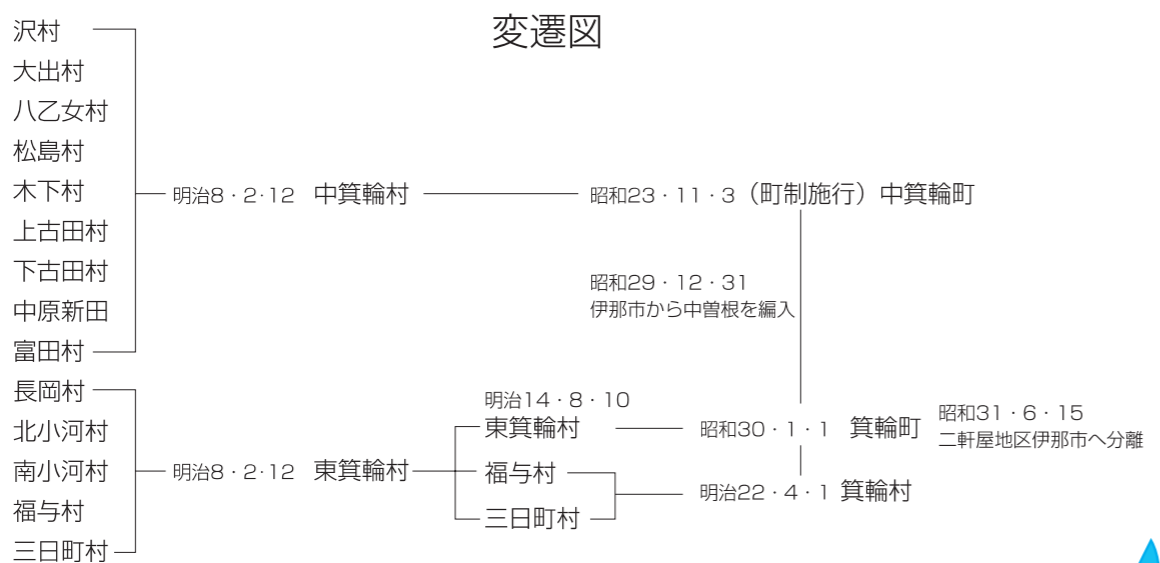 変遷図
沢村
大出村
八乙女村
松島村
木下村
上古田村
下古田村
中原新田
富田村
明治8・2・12 中箕輪村
昭和23・11・3（町制施行）中箕輪町
昭和29・12・31
伊那市から中曽根を編入
長岡村
北小河村
南小河村
福与村
三日町村
明治8・2・12 東箕輪村
明治14・8・10
東箕輪村
福与村
三日町村
昭和30・1・1 箕輪町
明治22・4・1 箕輪村
昭和31・6・15
二軒屋地区伊那市へ分離